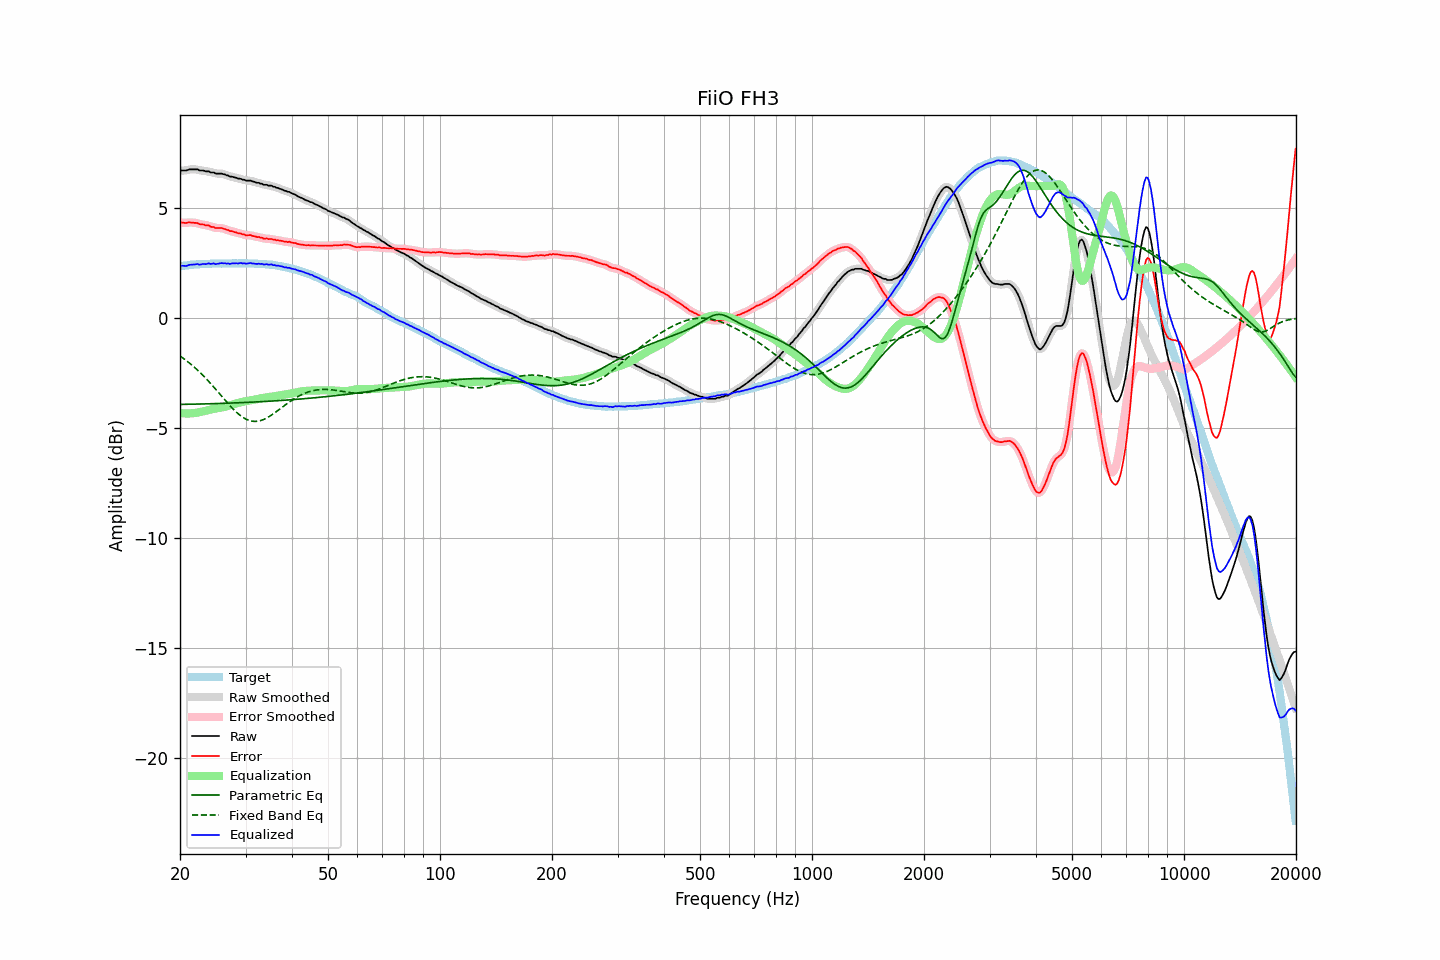 FiiO FH3
Amplitude (dBr)
5
0
−5
−10
−15
−20
Target
Raw Smoothed
Error Smoothed
Raw
Error
Equalization
Parametric Eq
Fixed Band Eq
Equalized
20 50 100 200 500 1000 2000 5000 10000 20000
Frequency (Hz)